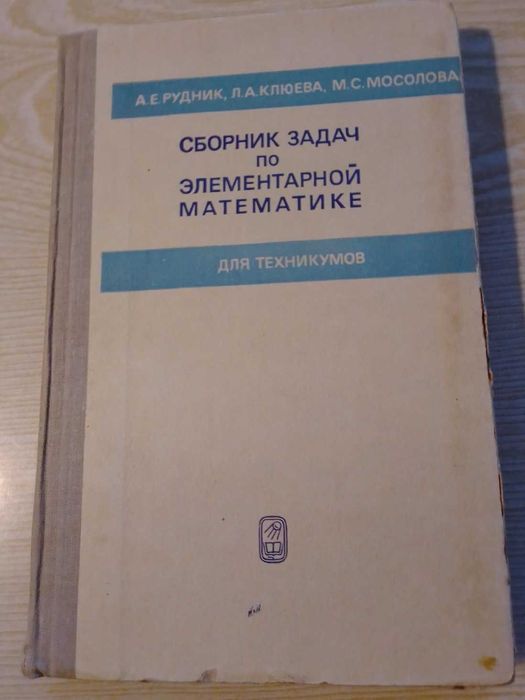 А.Е.РУДНИК, Л.А.КЛЮЕВА, М.С.МОСОЛОВА
СБОРНИК ЗАДАЧ
ПО
ЭЛЕМЕНТАРНОЙ
МАТЕМАТИКЕ
ДЛЯ ТЕХНИКУМОВ